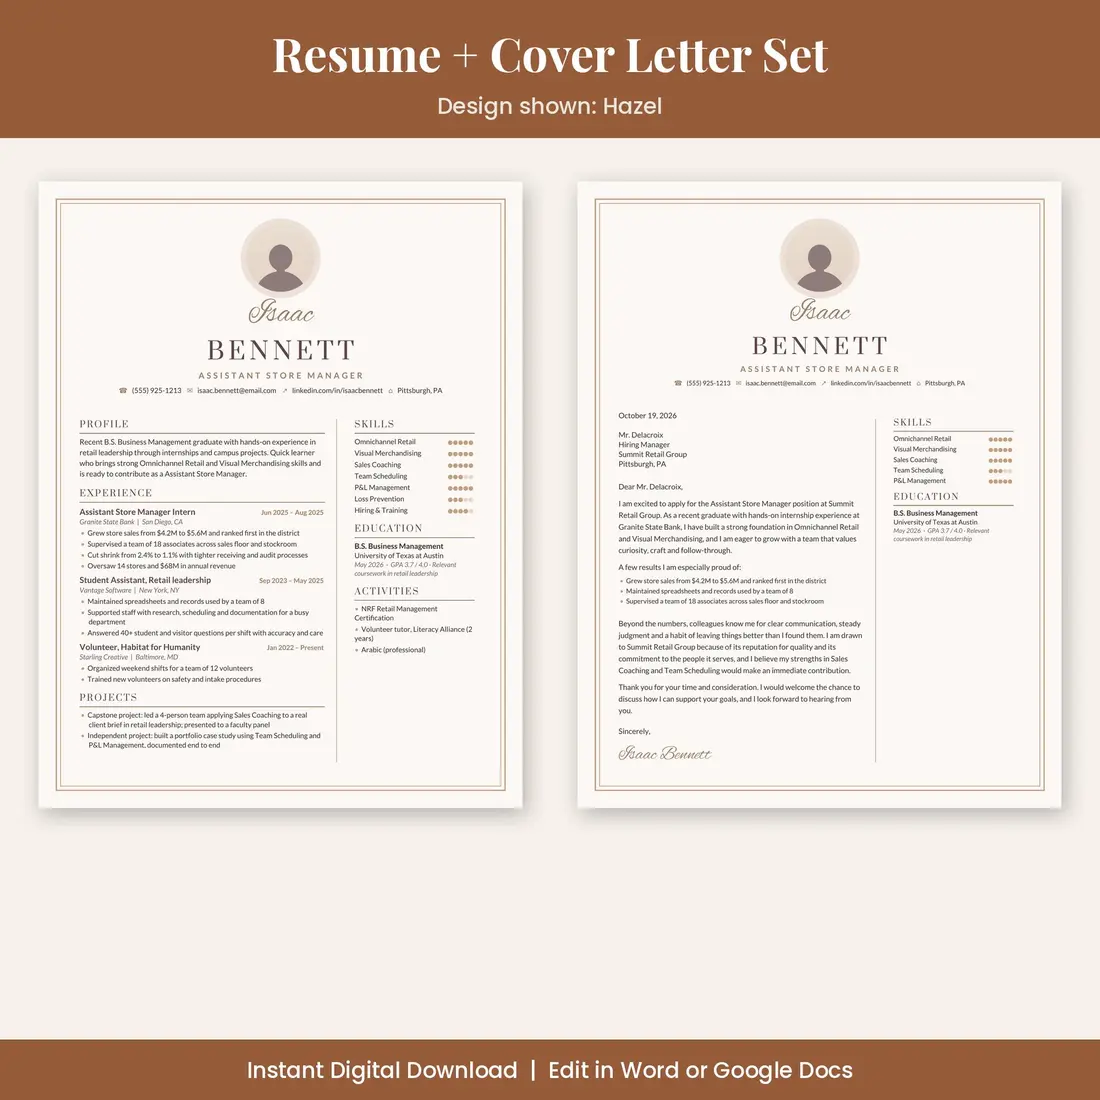 Resume + Cover Letter Set
Design shown: Hazel
Isaac
BENNETT
ASSISTANT STORE MANAGER
☎ (555) 925-1213 ✉ isaac.bennett@email.com ↗ linkedin.com/in/isaacbennett ⌂ Pittsburgh, PA
PROFILE
Recent B.S. Business Management graduate with hands-on experience in
retail leadership through internships and campus projects. Quick learner
who brings strong Omnichannel Retail and Visual Merchandising skills and
is ready to contribute as a Assistant Store Manager.
EXPERIENCE
Assistant Store Manager Intern Jun 2025 – Aug 2025
Granite State Bank | San Diego, CA
• Grew store sales from $4.2M to $5.6M and ranked first in the district
• Supervised a team of 18 associates across sales floor and stockroom
• Cut shrink from 2.4% to 1.1% with tighter receiving and audit processes
• Oversaw 14 stores and $68M in annual revenue
Student Assistant, Retail leadership Sep 2023 – May 2025
Vantage Software | New York, NY
• Maintained spreadsheets and records used by a team of 8
• Supported staff with research, scheduling and documentation for a busy
department
• Answered 40+ student and visitor questions per shift with accuracy and care
Volunteer, Habitat for Humanity Jan 2022 – Present
Starling Creative | Baltimore, MD
• Organized weekend shifts for a team of 12 volunteers
• Trained new volunteers on safety and intake procedures
PROJECTS
• Capstone project: led a 4-person team applying Sales Coaching to a real
client brief in retail leadership; presented to a faculty panel
• Independent project: built a portfolio case study using Team Scheduling and
P&L Management, documented end to end
SKILLS
Omnichannel Retail
Visual Merchandising
Sales Coaching
Team Scheduling
P&L Management
Loss Prevention
Hiring & Training
EDUCATION
B.S. Business Management
University of Texas at Austin
May 2026 – GPA 3.7 / 4.0 · Relevant
coursework in retail leadership
ACTIVITIES
• NRF Retail Management
Certification
• Volunteer tutor, Literacy Alliance (2
years)
• Arabic (professional)
Isaac
BENNETT
ASSISTANT STORE MANAGER
☎ (555) 925-1213 ✉ isaac.bennett@email.com ↗ linkedin.com/in/isaacbennett ⌂ Pittsburgh, PA
October 19, 2026
Mr. Delacroix
Hiring Manager
Summit Retail Group
Pittsburgh, PA
Dear Mr. Delacroix,
I am excited to apply for the Assistant Store Manager position at Summit
Retail Group. As a recent graduate with hands-on internship experience at
Granite State Bank, I have built a strong foundation in Omnichannel Retail
and Visual Merchandising, and I am eager to grow with a team that values
curiosity, craft and follow-through.
A few results I am especially proud of:
• Grew store sales from $4.2M to $5.6M and ranked first in the district
• Maintained spreadsheets and records used by a team of 8
• Supervised a team of 18 associates across sales floor and stockroom
Beyond the numbers, colleagues know me for clear communication, steady
judgment and a habit of leaving things better than I found them. I am drawn
to Summit Retail Group because of its reputation for quality and its
commitment to the people it serves, and I believe my strengths in Sales
Coaching and Team Scheduling would make an immediate contribution.
Thank you for your time and consideration. I would welcome the chance to
discuss how I can support your goals, and I look forward to hearing from
you.
Sincerely,
Isaac Bennett
SKILLS
Omnichannel Retail
Visual Merchandising
Sales Coaching
Team Scheduling
P&L Management
EDUCATION
B.S. Business Management
University of Texas at Austin
May 2026 – GPA 3.7 / 4.0 · Relevant
coursework in retail leadership
Instant Digital Download | Edit in Word or Google Docs